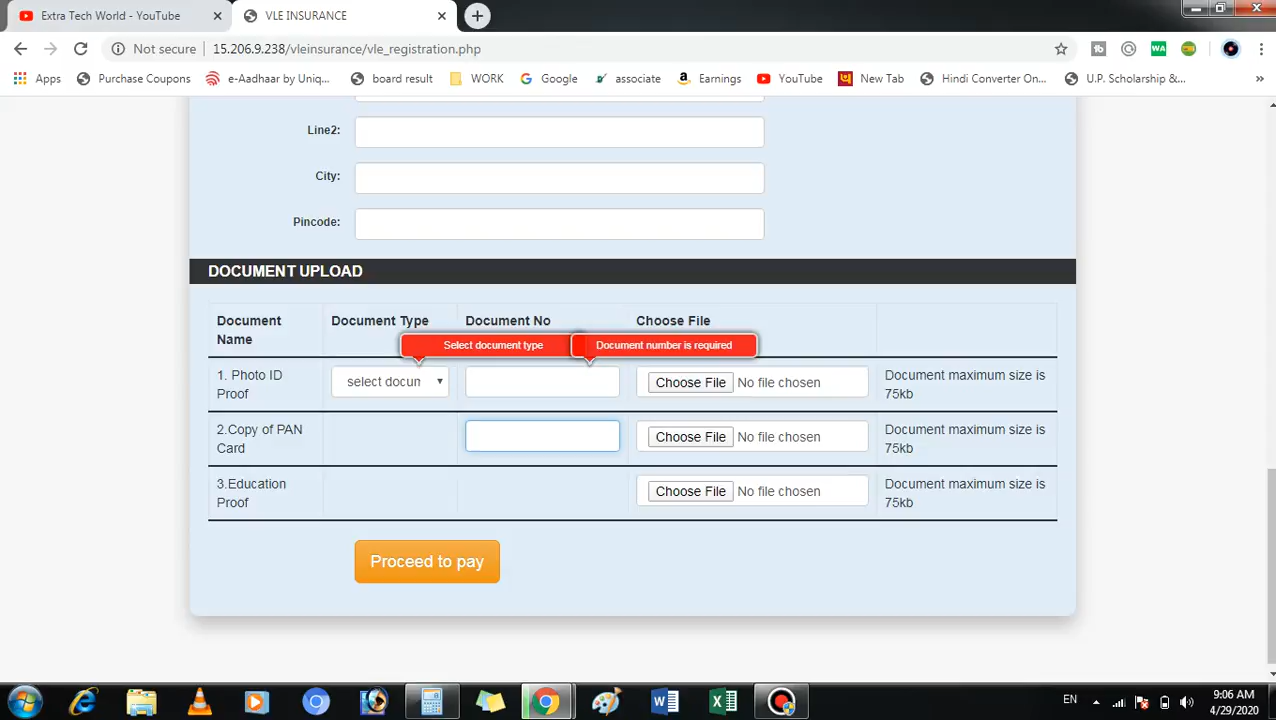 Extra Tech World - YouTube
VLE INSURANCE
Not secure
15.206.9.238/vleinsurance/vle_registration.php
WA
Apps
Purchase Coupons
e-Aadhaar by Uniq...
board result
WORK
Google
associate
Earnings
YouTube
New Tab
Hindi Converter On...
U.P. Scholarship &...
»
Line2:
City:
Pincode:
DOCUMENT UPLOAD
Document Name
Document Type
Document No
Choose File
Select document type
Document number is required
1. Photo ID Proof
select docun
Choose File No file chosen
Document maximum size is 75kb
2.Copy of PAN Card
Choose File No file chosen
Document maximum size is 75kb
3.Education Proof
Choose File No file chosen
Document maximum size is 75kb
Proceed to pay
EN
9:06 AM
4/29/2020